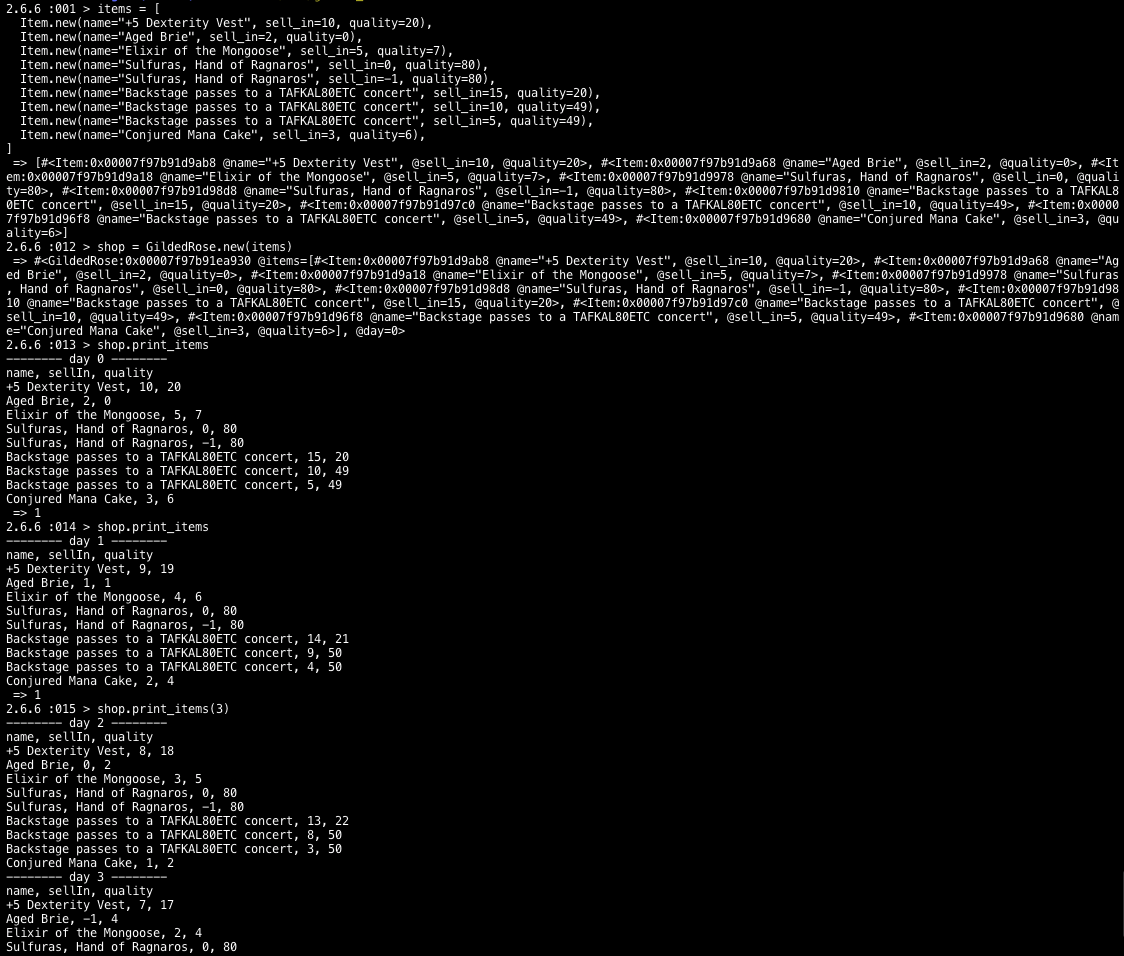 2.6.6 :001 > items = [
  Item.new(name="+5 Dexterity Vest", sell_in=10, quality=20),
  Item.new(name="Aged Brie", sell_in=2, quality=0),
  Item.new(name="Elixir of the Mongoose", sell_in=5, quality=7),
  Item.new(name="Sulfuras, Hand of Ragnaros", sell_in=0, quality=80),
  Item.new(name="Sulfuras, Hand of Ragnaros", sell_in=-1, quality=80),
  Item.new(name="Backstage passes to a TAFKAL80ETC concert", sell_in=15, quality=20),
  Item.new(name="Backstage passes to a TAFKAL80ETC concert", sell_in=10, quality=49),
  Item.new(name="Backstage passes to a TAFKAL80ETC concert", sell_in=5, quality=49),
  Item.new(name="Conjured Mana Cake", sell_in=3, quality=6),
]
 => [#<Item:0x00007f97b91d9ab8 @name="+5 Dexterity Vest", @sell_in=10, @quality=20>, #<Item:0x00007f97b91d9a68 @name="Aged Brie", @sell_in=2, @quality=0>, #<It
em:0x00007f97b91d9a18 @name="Elixir of the Mongoose", @sell_in=5, @quality=7>, #<Item:0x00007f97b91d9978 @name="Sulfuras, Hand of Ragnaros", @sell_in=0, @quali
ty=80>, #<Item:0x00007f97b91d98d8 @name="Sulfuras, Hand of Ragnaros", @sell_in=-1, @quality=80>, #<Item:0x00007f97b91d9810 @name="Backstage passes to a TAFKAL8
0ETC concert", @sell_in=15, @quality=20>, #<Item:0x00007f97b91d97c0 @name="Backstage passes to a TAFKAL80ETC concert", @sell_in=10, @quality=49>, #<Item:0x0000
7f97b91d96f8 @name="Backstage passes to a TAFKAL80ETC concert", @sell_in=5, @quality=49>, #<Item:0x00007f97b91d9680 @name="Conjured Mana Cake", @sell_in=3, @qu
ality=6>]
2.6.6 :012 > shop = GildedRose.new(items)
 => #<GildedRose:0x00007f97b91ea930 @items=[#<Item:0x00007f97b91d9ab8 @name="+5 Dexterity Vest", @sell_in=10, @quality=20>, #<Item:0x00007f97b91d9a68 @name="Ag
ed Brie", @sell_in=2, @quality=0>, #<Item:0x00007f97b91d9a18 @name="Elixir of the Mongoose", @sell_in=5, @quality=7>, #<Item:0x00007f97b91d9978 @name="Sulfuras
, Hand of Ragnaros", @sell_in=0, @quality=80>, #<Item:0x00007f97b91d98d8 @name="Sulfuras, Hand of Ragnaros", @sell_in=-1, @quality=80>, #<Item:0x00007f97b91d98
10 @name="Backstage passes to a TAFKAL80ETC concert", @sell_in=15, @quality=20>, #<Item:0x00007f97b91d97c0 @name="Backstage passes to a TAFKAL80ETC concert", @
sell_in=10, @quality=49>, #<Item:0x00007f97b91d96f8 @name="Backstage passes to a TAFKAL80ETC concert", @sell_in=5, @quality=49>, #<Item:0x00007f97b91d9680 @nam
e="Conjured Mana Cake", @sell_in=3, @quality=6>], @day=0>
2.6.6 :013 > shop.print_items
-------- day 0 --------
name, sellIn, quality
+5 Dexterity Vest, 10, 20
Aged Brie, 2, 0
Elixir of the Mongoose, 5, 7
Sulfuras, Hand of Ragnaros, 0, 80
Sulfuras, Hand of Ragnaros, -1, 80
Backstage passes to a TAFKAL80ETC concert, 15, 20
Backstage passes to a TAFKAL80ETC concert, 10, 49
Backstage passes to a TAFKAL80ETC concert, 5, 49
Conjured Mana Cake, 3, 6
 => 1
2.6.6 :014 > shop.print_items
-------- day 1 --------
name, sellIn, quality
+5 Dexterity Vest, 9, 19
Aged Brie, 1, 1
Elixir of the Mongoose, 4, 6
Sulfuras, Hand of Ragnaros, 0, 80
Sulfuras, Hand of Ragnaros, -1, 80
Backstage passes to a TAFKAL80ETC concert, 14, 21
Backstage passes to a TAFKAL80ETC concert, 9, 50
Backstage passes to a TAFKAL80ETC concert, 4, 50
Conjured Mana Cake, 2, 4
 => 1
2.6.6 :015 > shop.print_items(3)
-------- day 2 --------
name, sellIn, quality
+5 Dexterity Vest, 8, 18
Aged Brie, 0, 2
Elixir of the Mongoose, 3, 5
Sulfuras, Hand of Ragnaros, 0, 80
Sulfuras, Hand of Ragnaros, -1, 80
Backstage passes to a TAFKAL80ETC concert, 13, 22
Backstage passes to a TAFKAL80ETC concert, 8, 50
Backstage passes to a TAFKAL80ETC concert, 3, 50
Conjured Mana Cake, 1, 2
-------- day 3 --------
name, sellIn, quality
+5 Dexterity Vest, 7, 17
Aged Brie, -1, 4
Elixir of the Mongoose, 2, 4
Sulfuras, Hand of Ragnaros, 0, 80